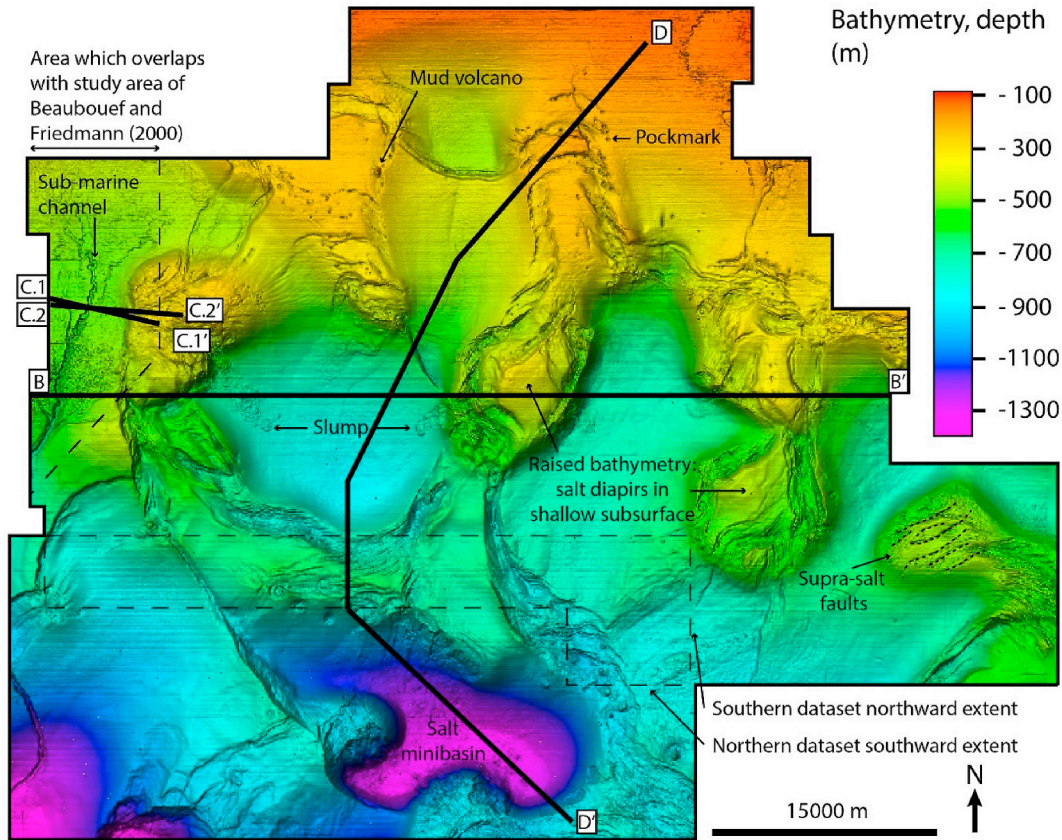 Bathymetry, depth
(m)
- 100
- 300
- 500
- 700
- 900
-1100
-1300
Area which overlaps
with study area of
Beaubouef and
Friedmann (2000)
D
Mud volcano
Pockmark
Sub-marine
channel
C.1
C.2
C.2'
C.1'
B
B'
Slump
Raised bathymetry:
salt diapirs in
shallow subsurface
Supra-salt
faults
Salt
minibasin
Southern dataset northward extent
Northern dataset southward extent
D'
15000 m
N